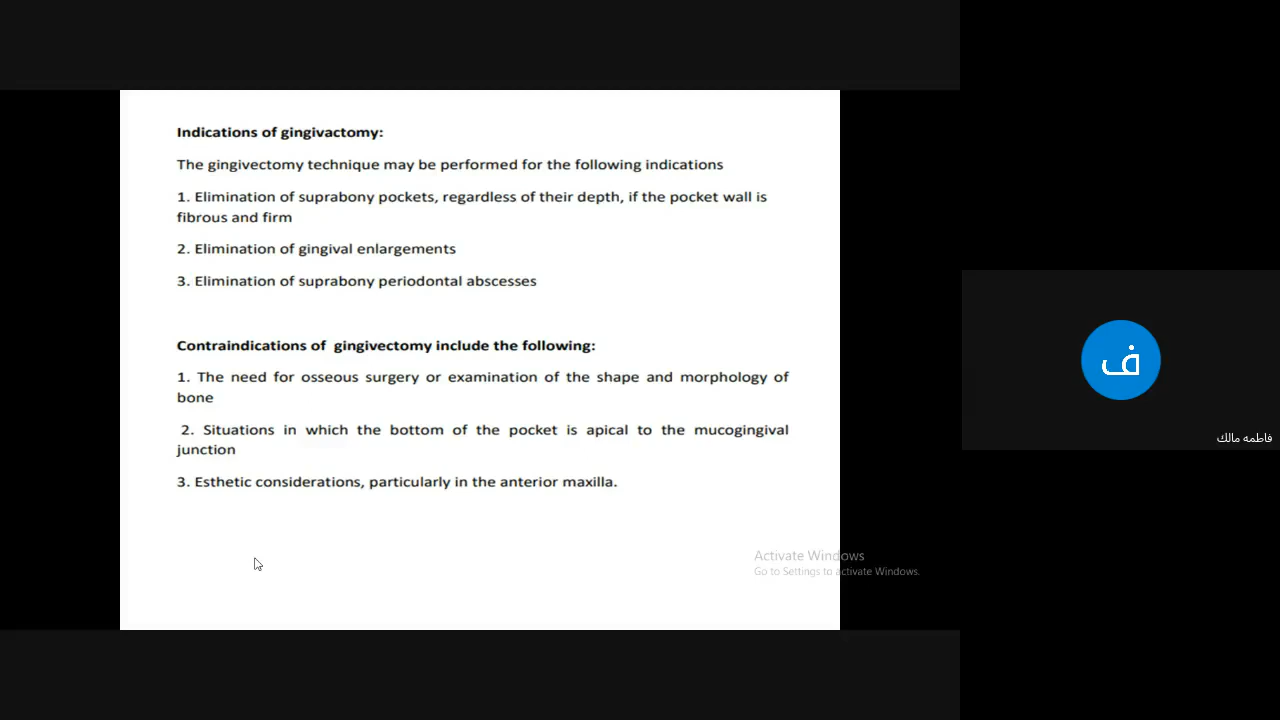 Indications of gingivactomy:
The gingivectomy technique may be performed for the following indications
1. Elimination of suprabony pockets, regardless of their depth, if the pocket wall is
fibrous and firm
2. Elimination of gingival enlargements
3. Elimination of suprabony periodontal abscesses
Contraindications of gingivectomy include the following:
1. The need for osseous surgery or examination of the shape and morphology of
bone
2. Situations in which the bottom of the pocket is apical to the mucogingival
junction
3. Esthetic considerations, particularly in the anterior maxilla.
Activate Windows
Go to Settings to activate Windows.
ف
فاطمه مالك